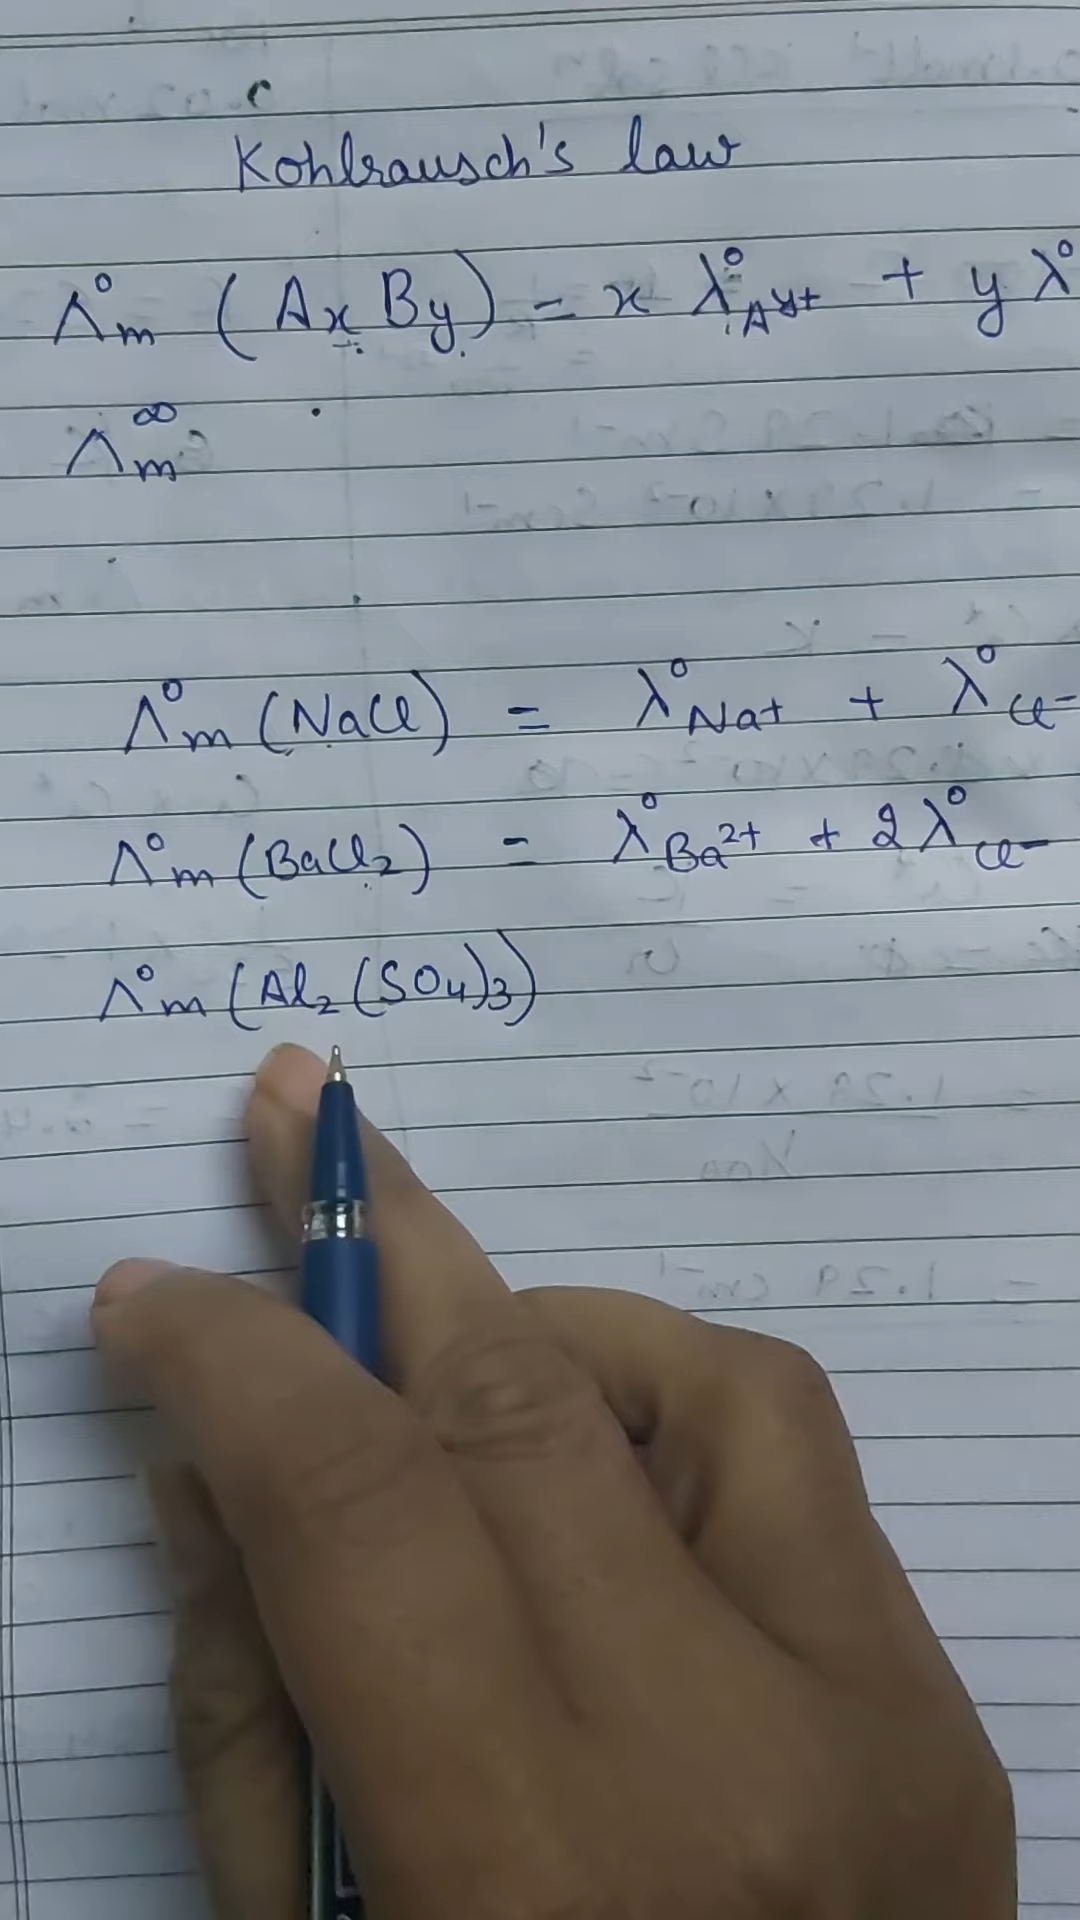 Kohlrausch's law
Λ°m (AxBy) = x λ°Ay+ + y λ°
Λ∞m
Λ°m (NaCl) = λ°Na+ + λ°Cl-
Λ°m (BaCl2) = λ°Ba2+ + 2λ°Cl-
Λ°m (Al2(SO4)3)